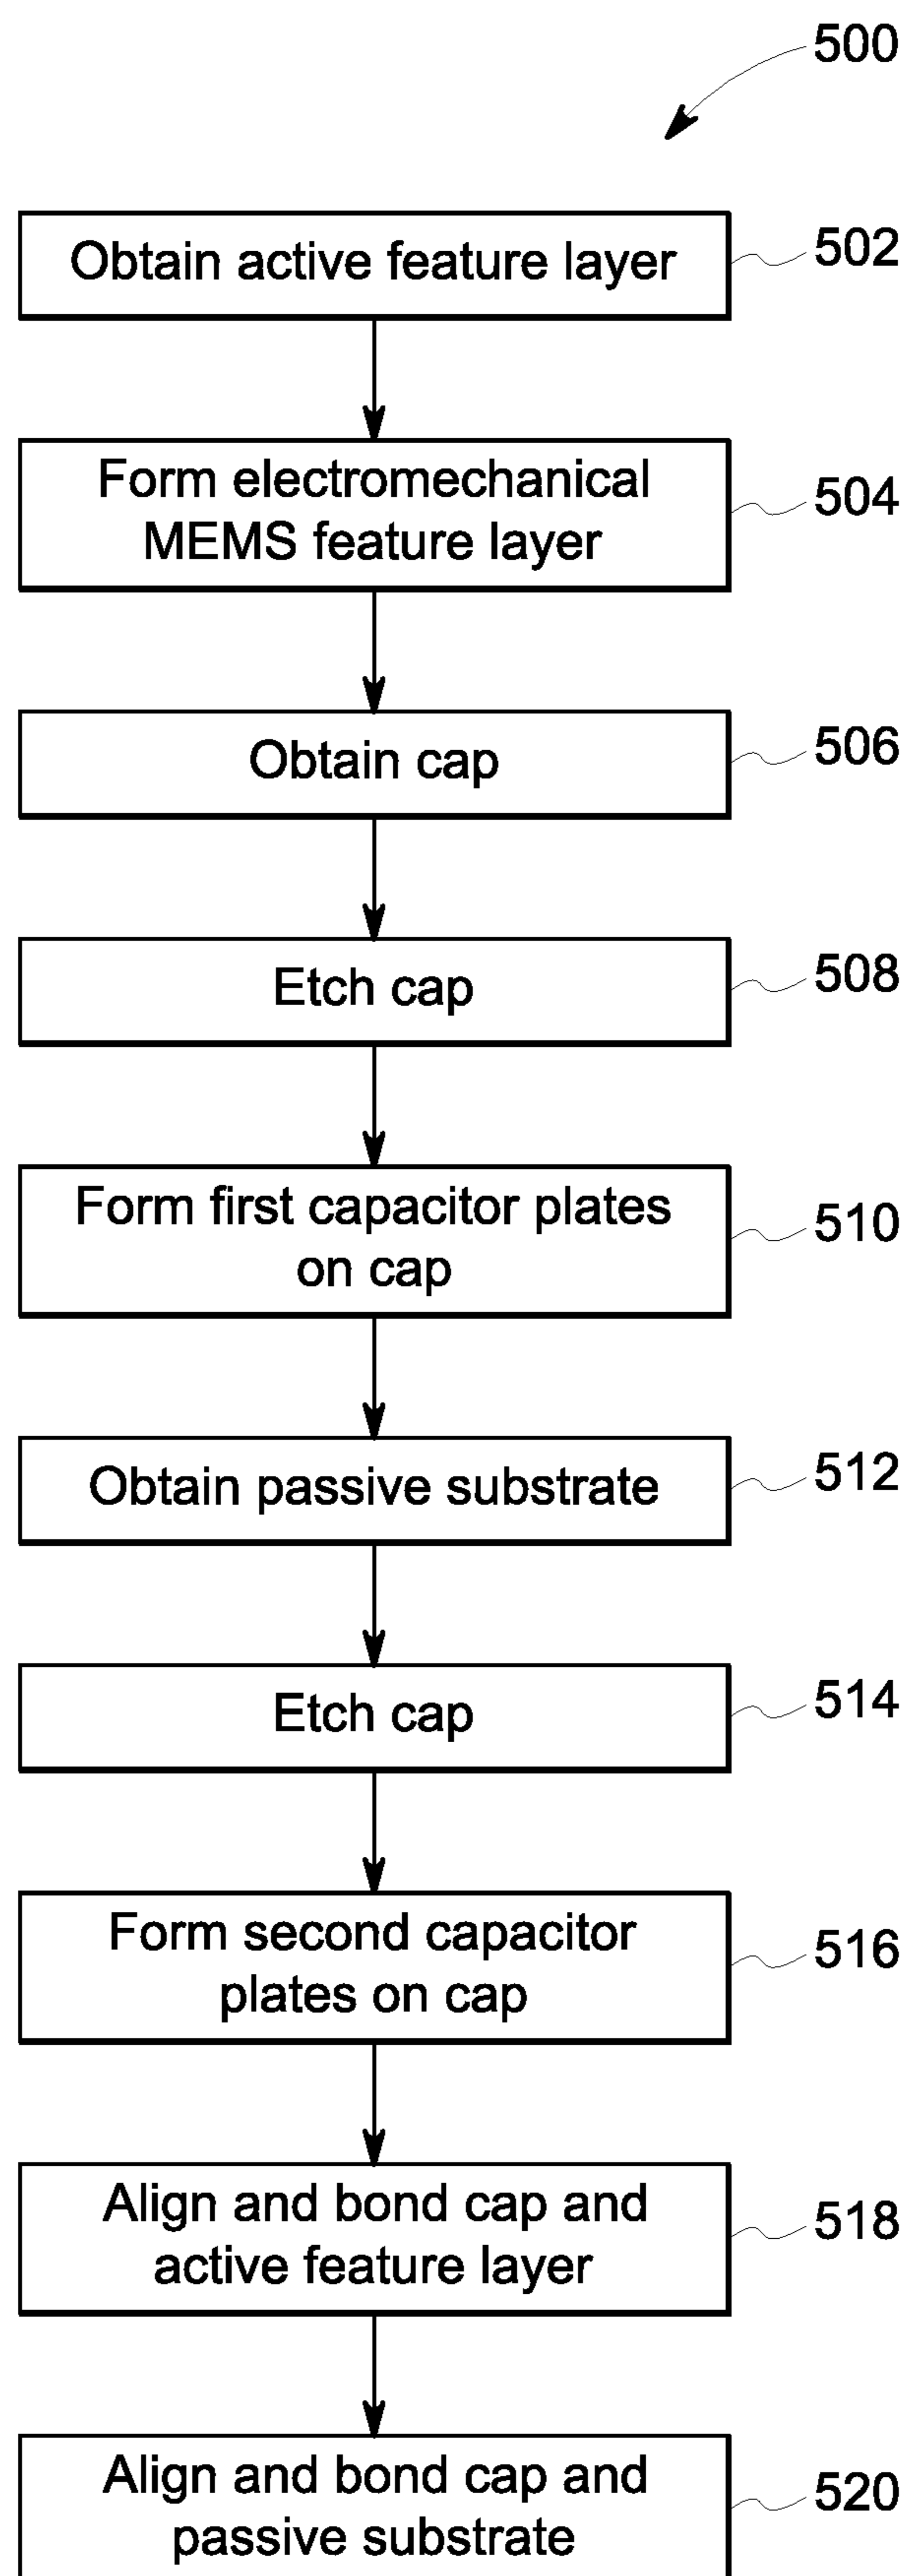 500
Obtain active feature layer
502
Form electromechanical
MEMS feature layer
504
Obtain cap
506
Etch cap
508
Form first capacitor plates
on cap
510
Obtain passive substrate
512
Etch cap
514
Form second capacitor
plates on cap
516
Align and bond cap and
active feature layer
518
Align and bond cap and
passive substrate
520